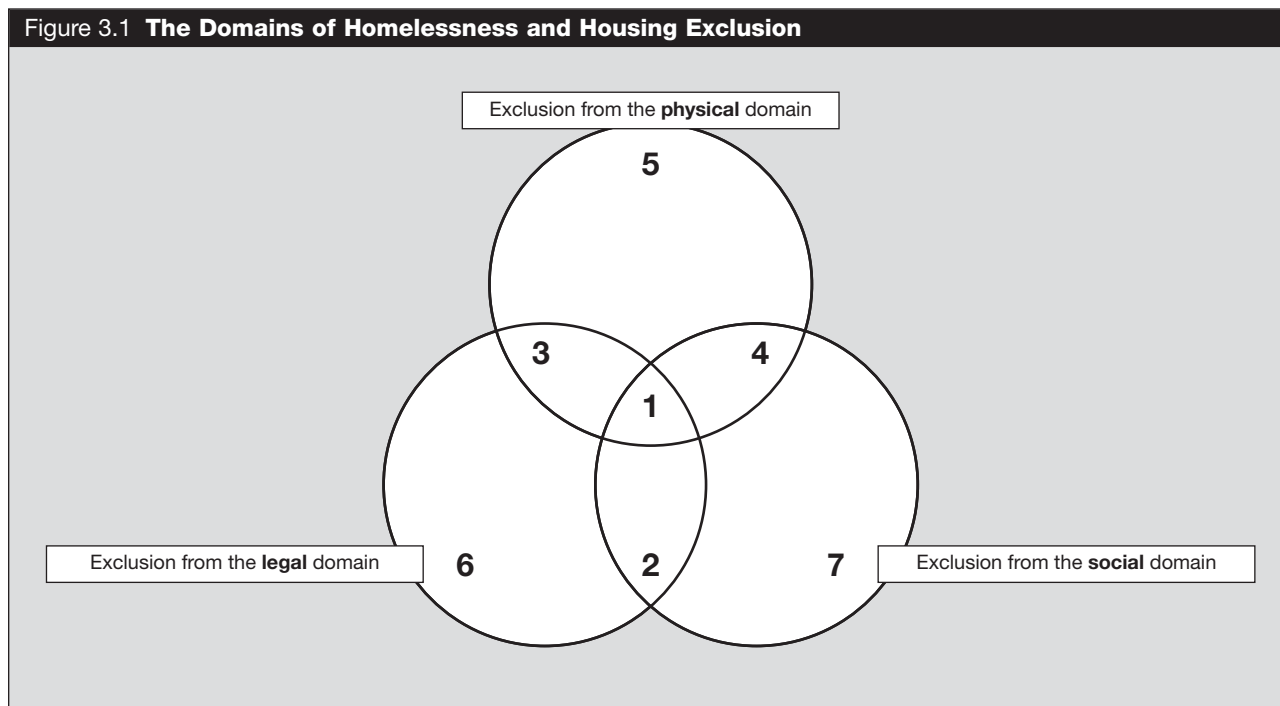 Figure 3.1 The Domains of Homelessness and Housing Exclusion
Exclusion from the physical domain
5
3
4
1
Exclusion from the legal domain
6
2
7
Exclusion from the social domain